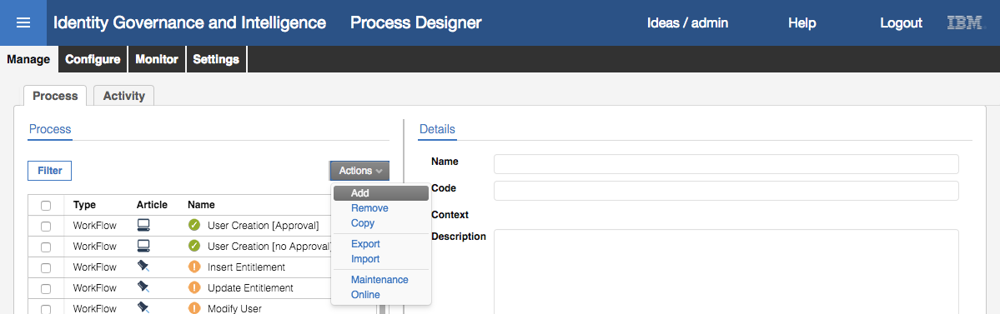 Identity Governance and Intelligence Process Designer Ideas / admin Help Logout IBM
Manage Configure Monitor Settings
Process Activity
Process
Filter Actions
Add
Remove
Copy
Export
Import
Maintenance
Online
Type Article Name
WorkFlow User Creation [Approval]
WorkFlow User Creation [no Approval]
WorkFlow Insert Entitlement
WorkFlow Update Entitlement
WorkFlow Modify User
Details
Name
Code
Context
Description